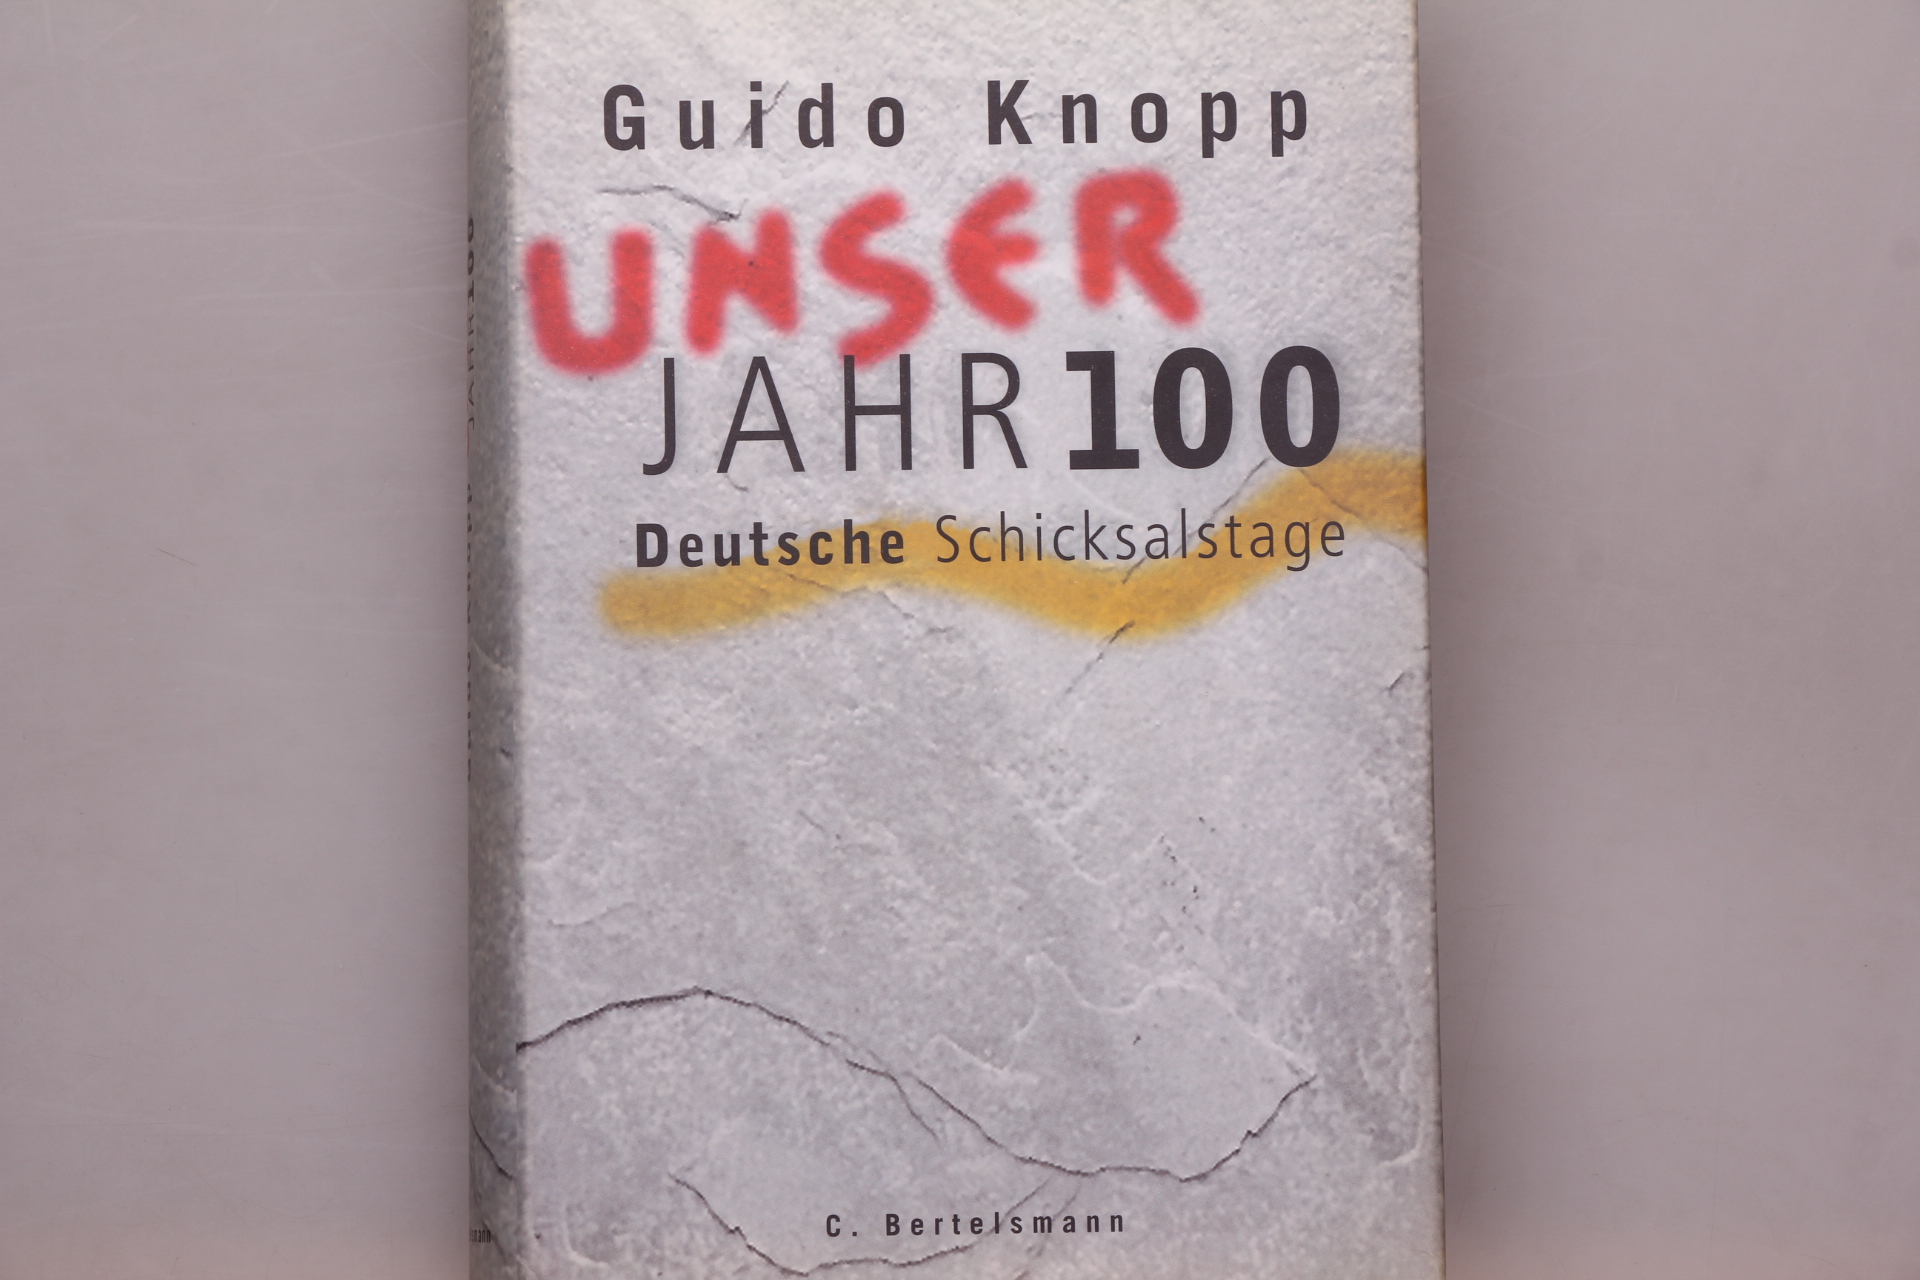 Guido Knopp
UNSER
JAHR100
Deutsche Schicksalstage
C. Bertelsmann